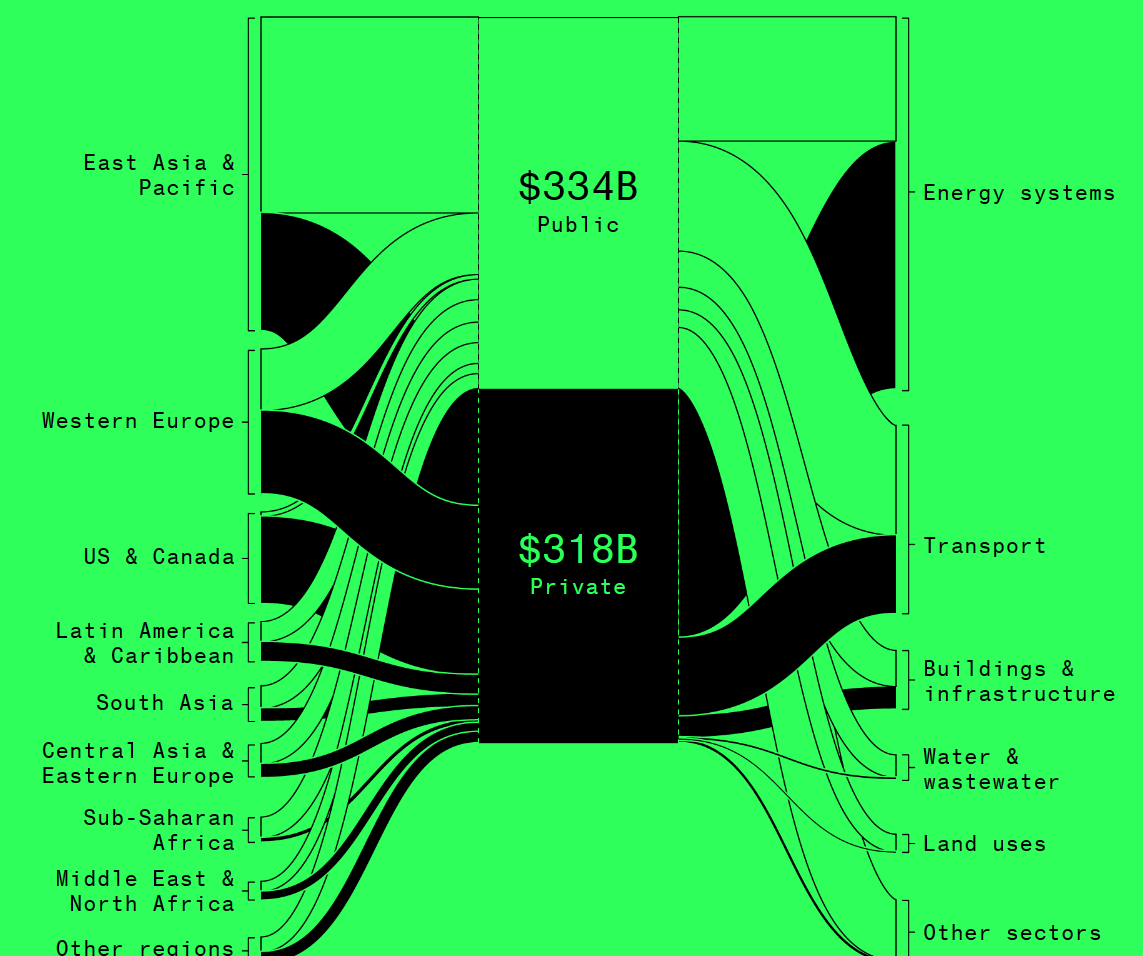 East Asia &
Pacific
Western Europe
US & Canada
Latin America
& Caribbean
South Asia
Central Asia &
Eastern Europe
Sub-Saharan
Africa
Middle East &
North Africa
Other regions
$334B
Public
$318B
Private
Energy systems
Transport
Buildings &
infrastructure
Water &
wastewater
Land uses
Other sectors